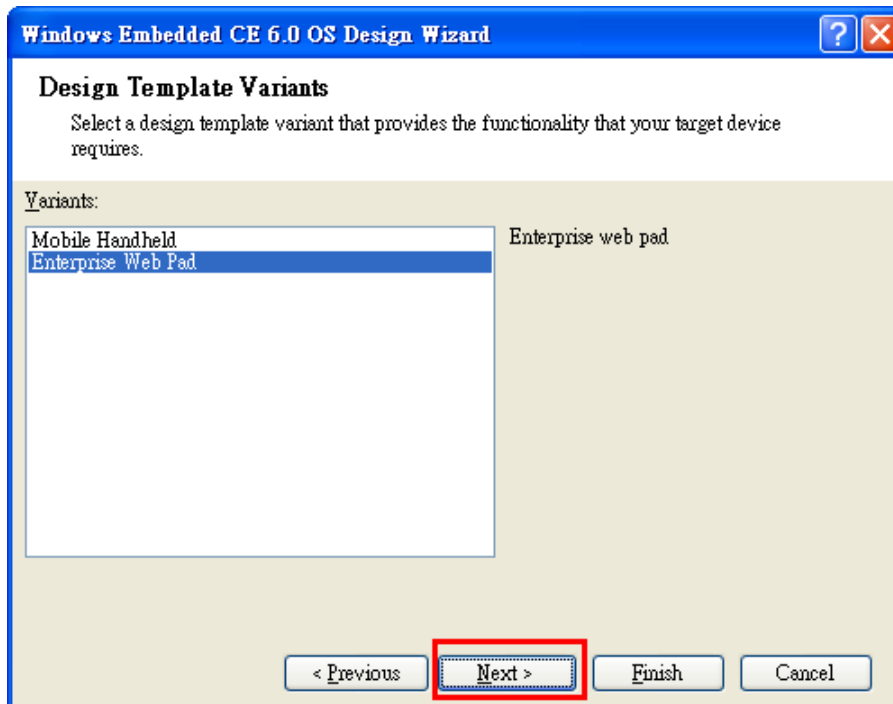 Windows Embedded CE 6.0 OS Design Wizard
Design Template Variants
Select a design template variant that provides the functionality that your target device
requires.
Variants:
Mobile Handheld
Enterprise Web Pad
Enterprise web pad
< Previous
Next >
Finish
Cancel